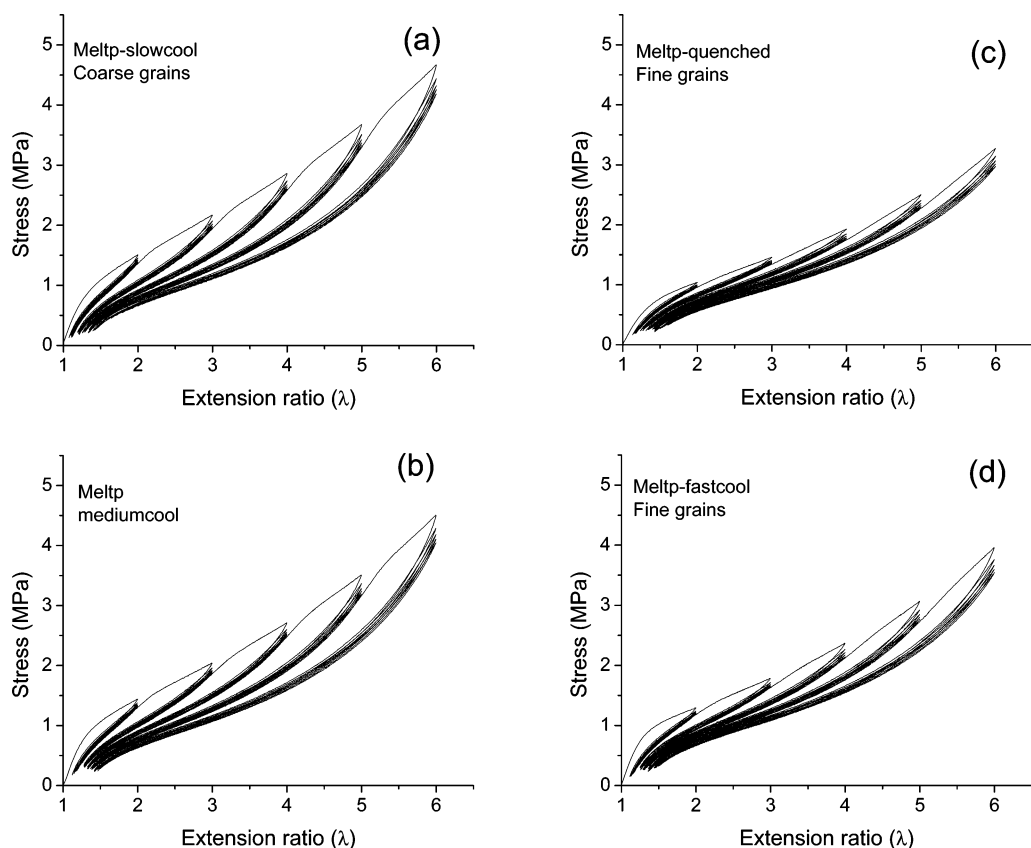 (a)
Meltp-slowcool
Coarse grains
5
4
3
2
1
0
Stress (MPa)
1 2 3 4 5 6
Extension ratio (λ)
(c)
Meltp-quenched
Fine grains
5
4
3
2
1
0
Stress (MPa)
1 2 3 4 5 6
Extension ratio (λ)
(b)
Meltp
mediumcool
5
4
3
2
1
0
Stress (MPa)
1 2 3 4 5 6
Extension ratio (λ)
(d)
Meltp-fastcool
Fine grains
5
4
3
2
1
0
Stress (MPa)
1 2 3 4 5 6
Extension ratio (λ)